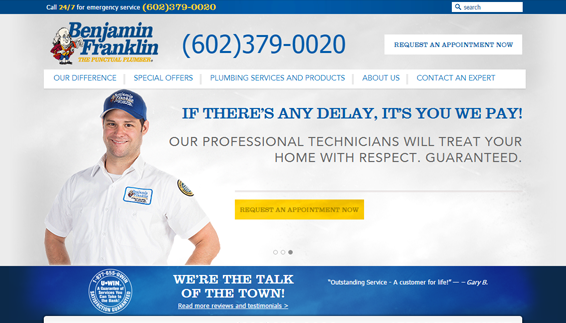 Call 24/7 for emergency service (602)379-0020
search
Benjamin
Franklin
THE PUNCTUAL PLUMBER
(602)379-0020
REQUEST AN APPOINTMENT NOW
OUR DIFFERENCE
SPECIAL OFFERS
PLUMBING SERVICES AND PRODUCTS
ABOUT US
CONTACT AN EXPERT
IF THERE'S ANY DELAY, IT'S YOU WE PAY!
OUR PROFESSIONAL TECHNICIANS WILL TREAT YOUR
HOME WITH RESPECT. GUARANTEED.
REQUEST AN APPOINTMENT NOW
Benjamin
Franklin
1-877-BEN-
U•WIN
A Guarantee of
Services You
Can Take to
the Bank!
SATISFACTION GUARANTEED
WE'RE THE TALK
OF THE TOWN!
Read more reviews and testimonials >
"Outstanding Service - A customer for life!" — – Gary B.